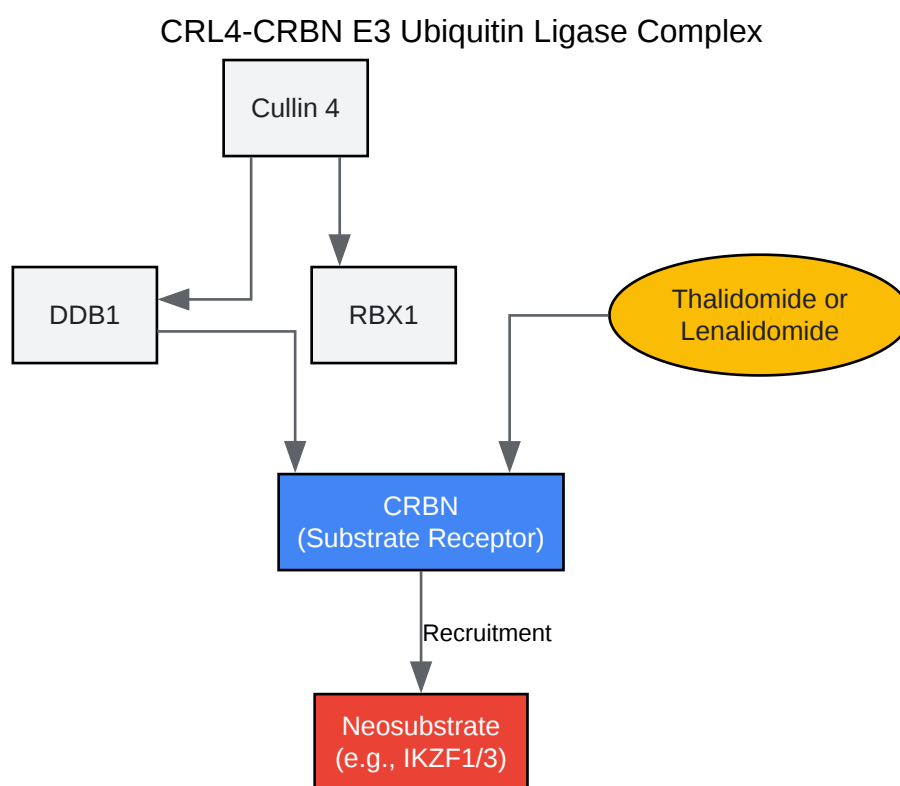 CRL4-CRBN E3 Ubiquitin Ligase Complex
Cullin 4
DDB1
RBX1
Thalidomide or
Lenalidomide
CRBN
(Substrate Receptor)
Recruitment
Neosubstrate
(e.g., IKZF1/3)